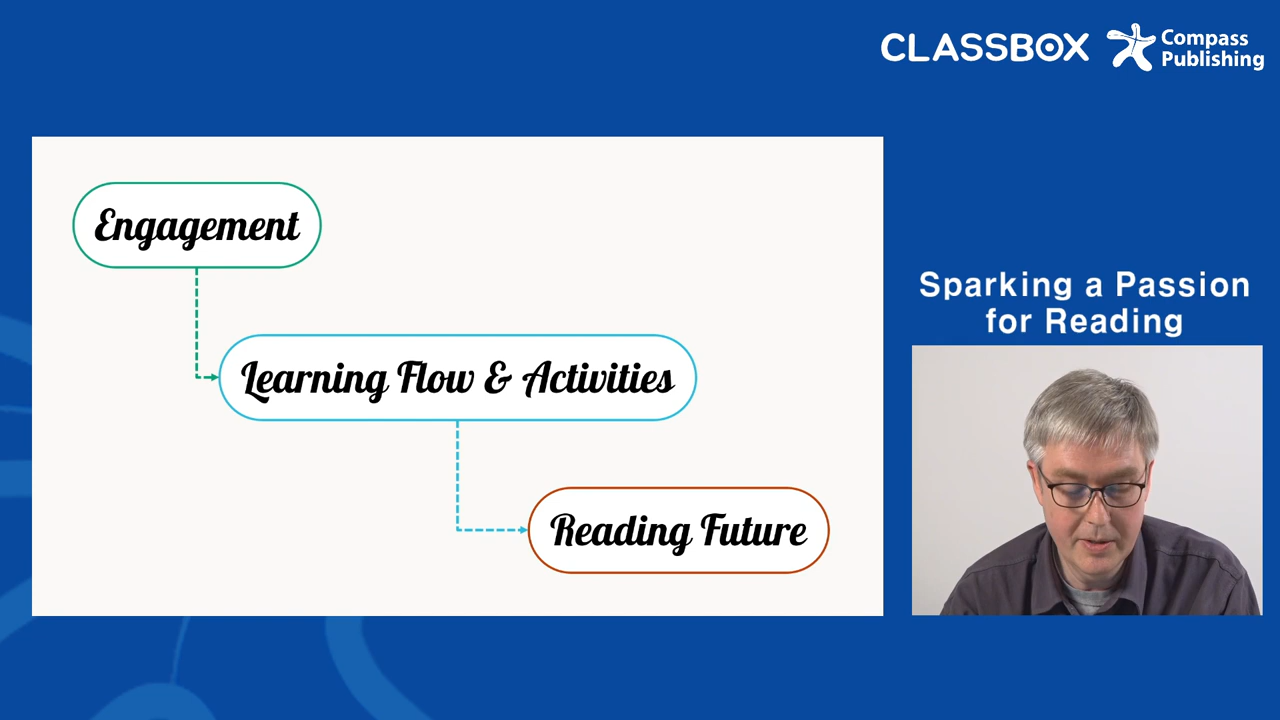 CLASSBOX
Compass
Publishing
Engagement
Learning Flow & Activities
Reading Future
Sparking a Passion
for Reading